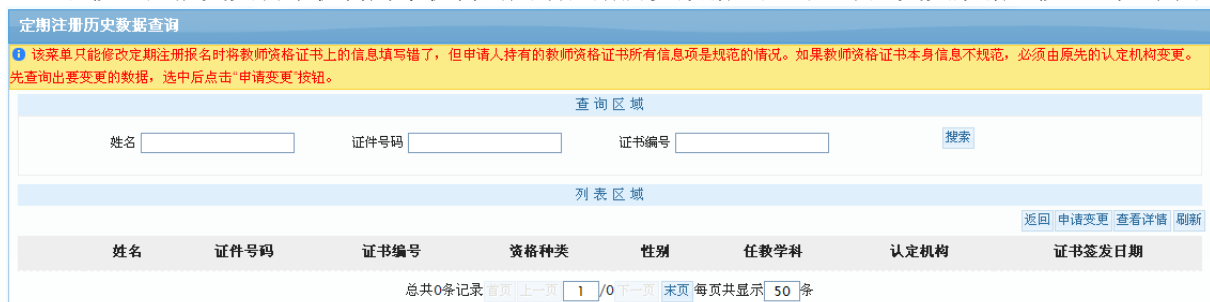 定期注册历史数据查询
该菜单只能修改定期注册报名时将教师资格证书上的信息填写错了，但申请人持有的教师资格证书所有信息项是规范的情况。如果教师资格证书本身信息不规范，必须由原先的认定机构变更。
先查询出要变更的数据，选中后点击“申请变更”按钮。
查询区域
姓名 证件号码 证书编号 搜索
列表区域
返回 申请变更 查看详情 刷新
姓名 证件号码 证书编号 资格种类 性别 任教学科 认定机构 证书签发日期
总共0条记录 首页 上一页 1 /0 下一页 末页 每页共显示 50 条